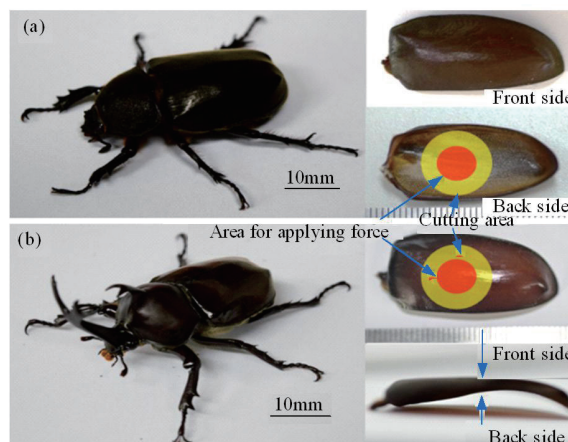 (a)
Front side
10mm
Back side
Area for applying force
Cutting area
(b)
Front side
10mm
Back side